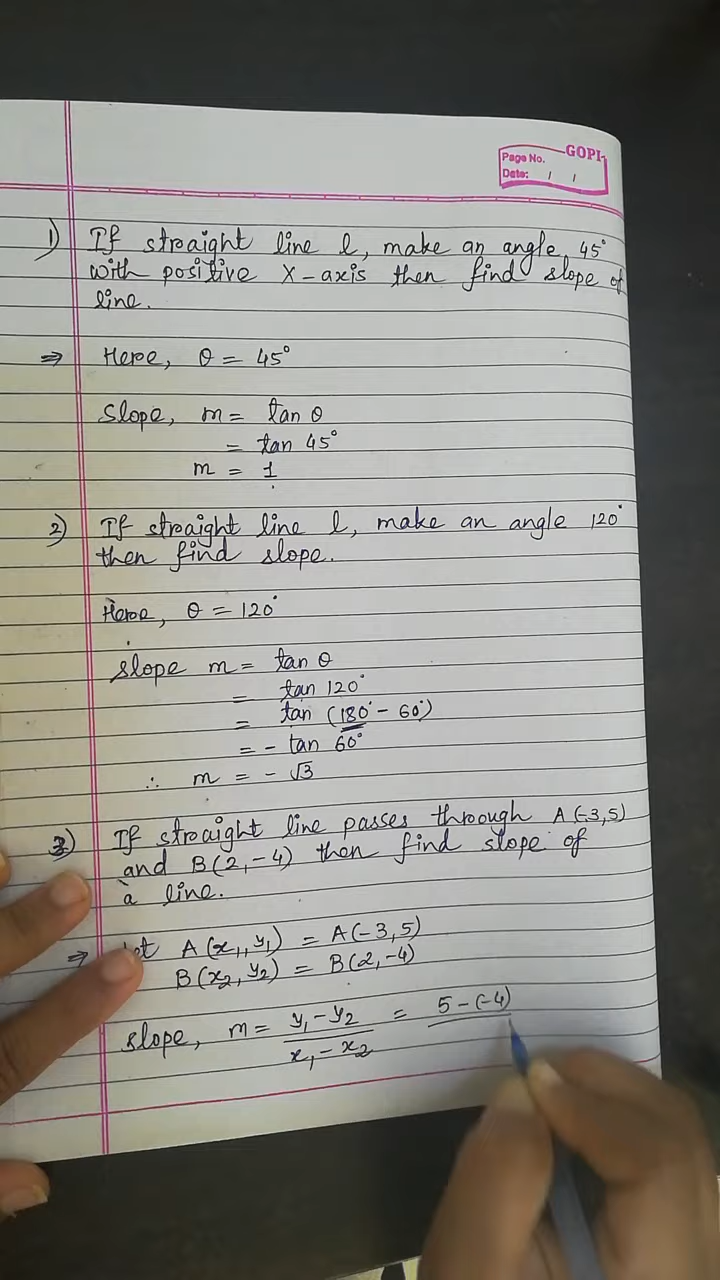 GOPI
Page No.
Date: / /
1) If straight line l, make an angle 45°
with positive X-axis then find slope of
line.
⇒ Here, θ = 45°
Slope, m = tan θ
= tan 45°
m = 1
2) If straight line l, make an angle 120°
then find slope.
Here, θ = 120°
slope m = tan θ
= tan 120°
= tan (180° - 60°)
= - tan 60°
∴ m = - √3
3) If straight line passes through A(-3,5)
and B(2,-4) then find slope of
a line.
⇒ A(x₁, y₁) = A(-3, 5)
B(x₂, y₂) = B(2, -4)
slope, m = y₁ - y₂ / x₁ - x₂ = 5 - (-4)